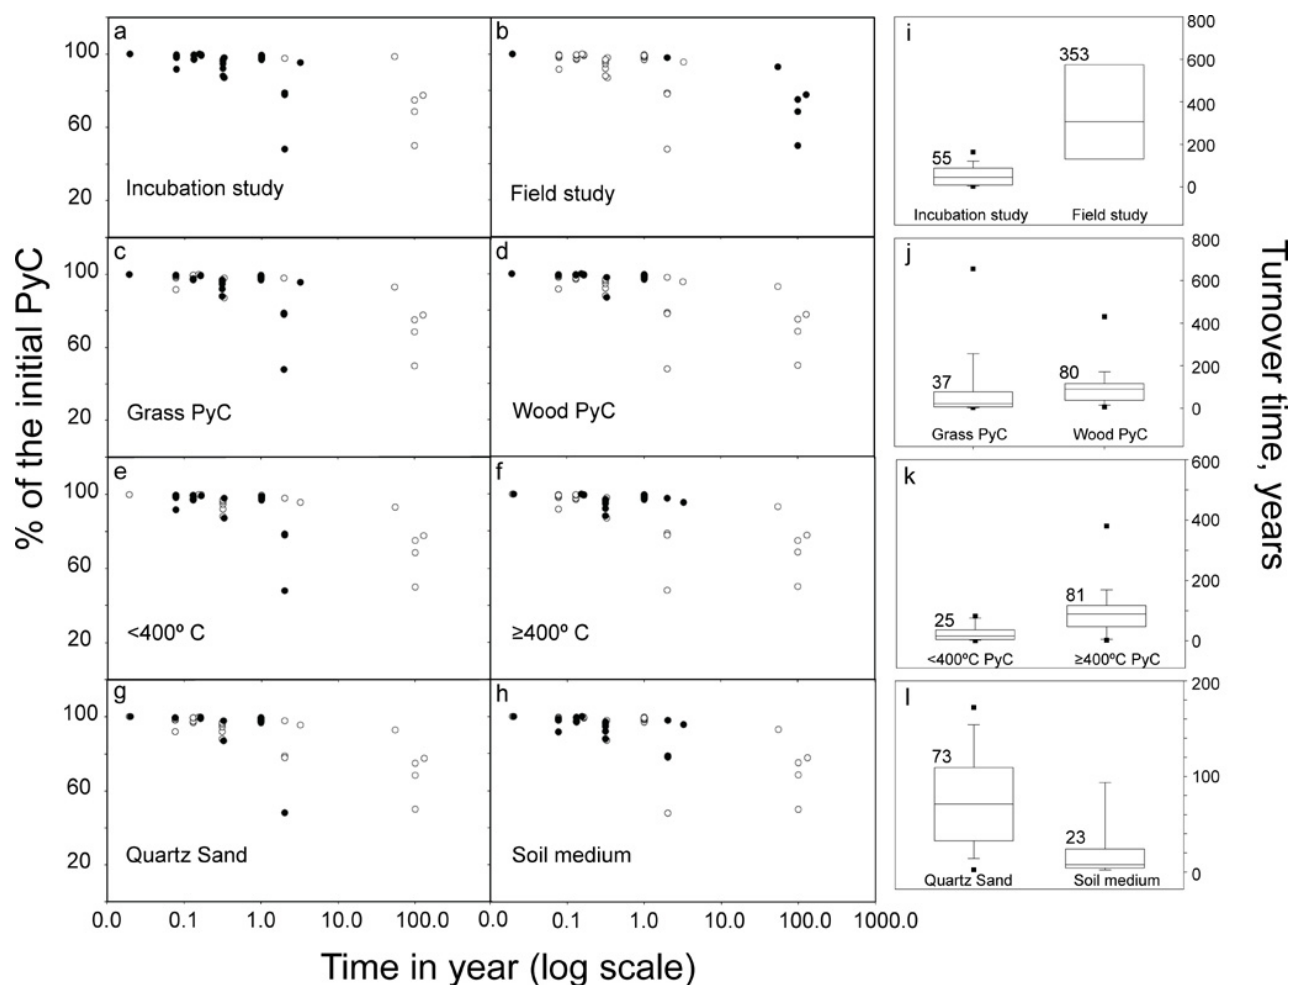 % of the initial PyC
a
100
60
20
Incubation study
b
Field study
i
800
600
400
200
0
55
353
Incubation study
Field study
c
100
60
20
Grass PyC
d
Wood PyC
j
800
600
400
200
0
37
80
Grass PyC
Wood PyC
e
100
60
20
<400º C
f
≥400º C
k
600
400
200
0
25
81
<400ºC PyC
≥400ºC PyC
g
100
60
20
Quartz Sand
h
Soil medium
l
200
100
0
73
23
Quartz Sand
Soil medium
0.0 0.1 1.0 10.0 100.0 0.0 0.1 1.0 10.0 100.0 1000.0
Time in year (log scale)
Turnover time, years